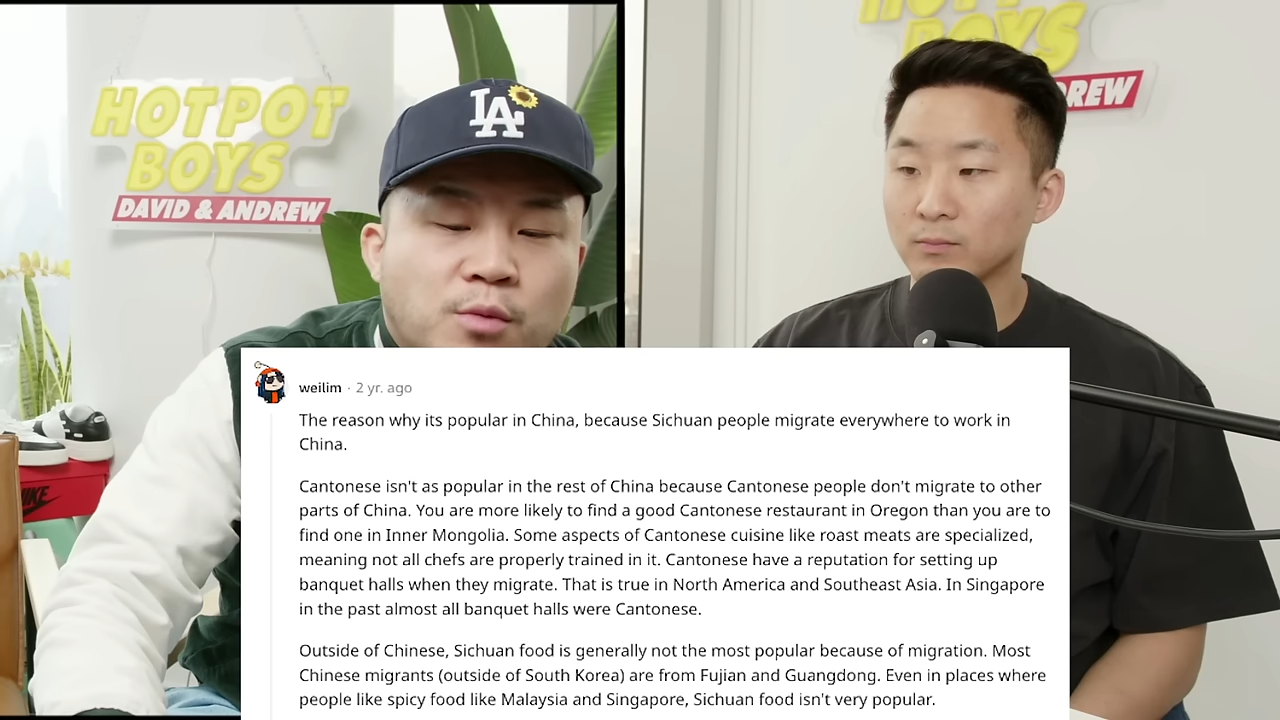 HOTPOT
BOYS
DAVID & ANDREW
LA
HOTPOT
BOYS
DREW
NIKE
weilim · 2 yr. ago
The reason why its popular in China, because Sichuan people migrate everywhere to work in
China.
Cantonese isn't as popular in the rest of China because Cantonese people don't migrate to other
parts of China. You are more likely to find a good Cantonese restaurant in Oregon than you are to
find one in Inner Mongolia. Some aspects of Cantonese cuisine like roast meats are specialized,
meaning not all chefs are properly trained in it. Cantonese have a reputation for setting up
banquet halls when they migrate. That is true in North America and Southeast Asia. In Singapore
in the past almost all banquet halls were Cantonese.
Outside of Chinese, Sichuan food is generally not the most popular because of migration. Most
Chinese migrants (outside of South Korea) are from Fujian and Guangdong. Even in places where
people like spicy food like Malaysia and Singapore, Sichuan food isn't very popular.